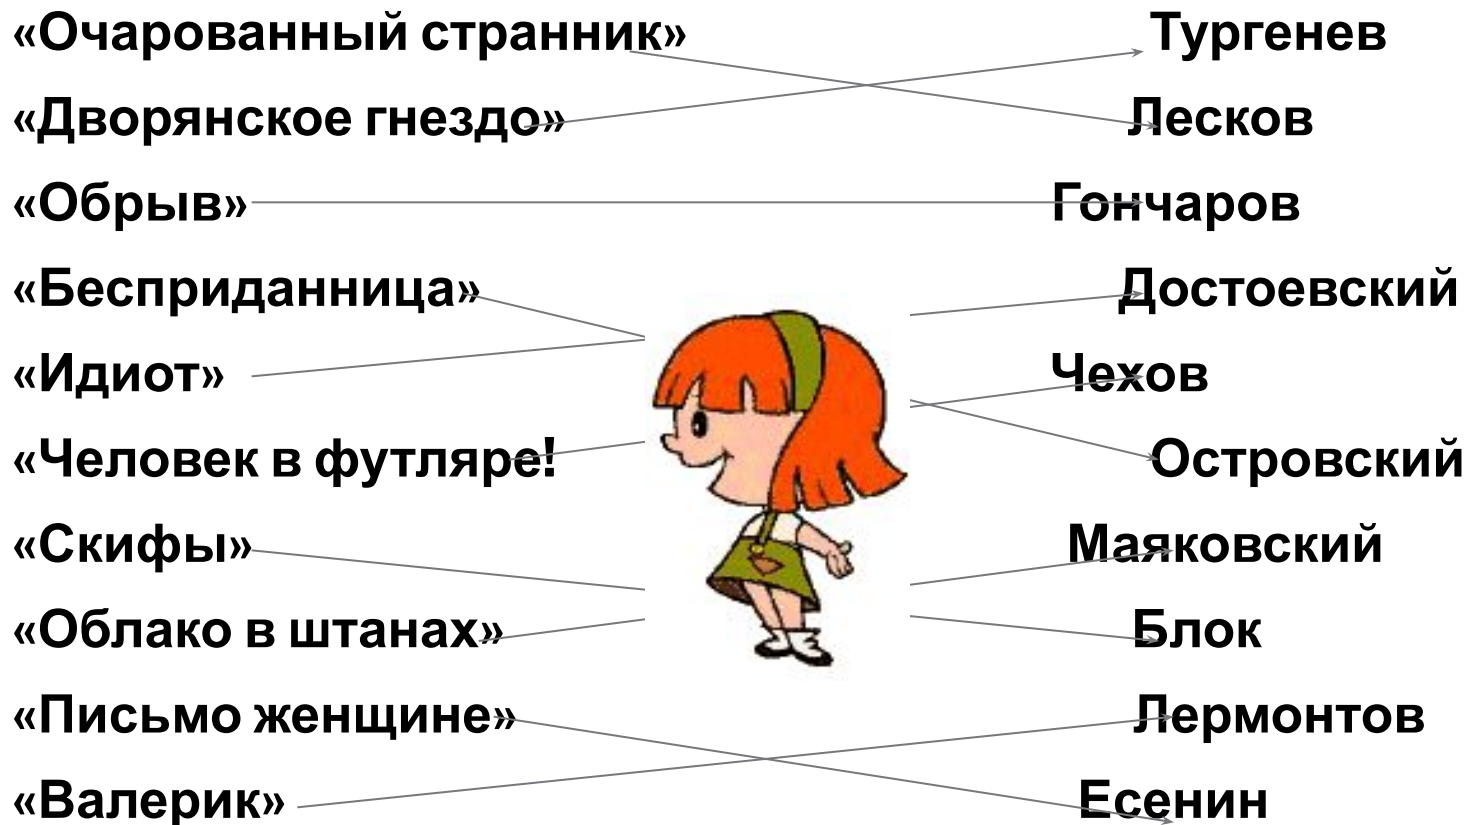 «Очарованный странник» Тургенев
«Дворянское гнездо» Лесков
«Обрыв» Гончаров
«Бесприданница» Достоевский
«Идиот» Чехов
«Человек в футляре! Островский
«Скифы» Маяковский
«Облако в штанах» Блок
«Письмо женщине» Лермонтов
«Валерик» Есенин